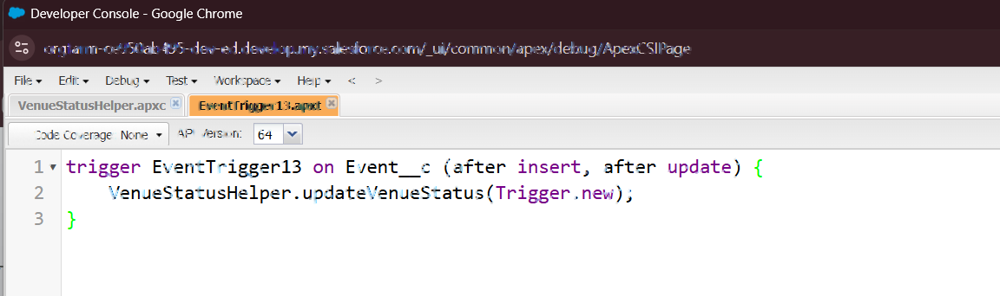 Developer Console - Google Chrome
File Edit Debug Test Workspace Help < >
VenueStatusHelper.apxc EventTrigger13.apxt
Code Coverage: None API Version: 64
1 trigger EventTrigger13 on Event__c (after insert, after update) {
2 VenueStatusHelper.updateVenueStatus(Trigger.new);
3 }